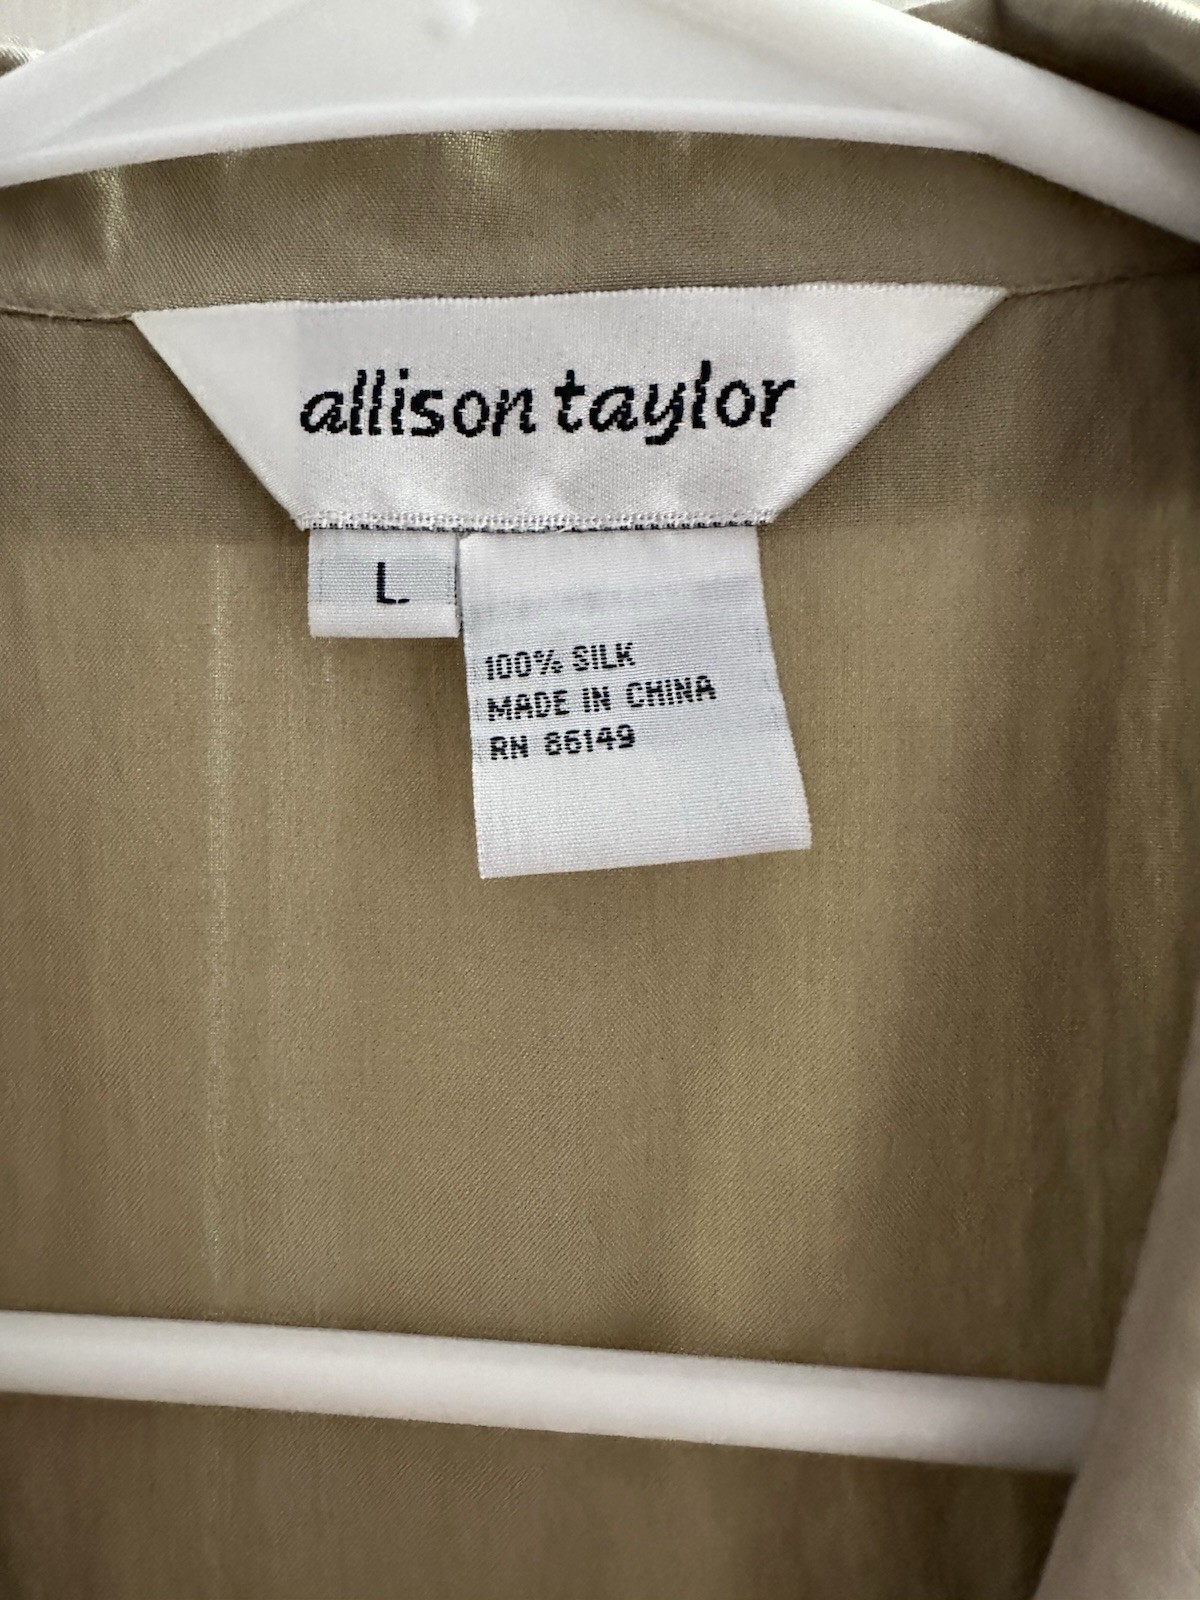 allison taylor
L
100% SILK
MADE IN CHINA
RN 86149